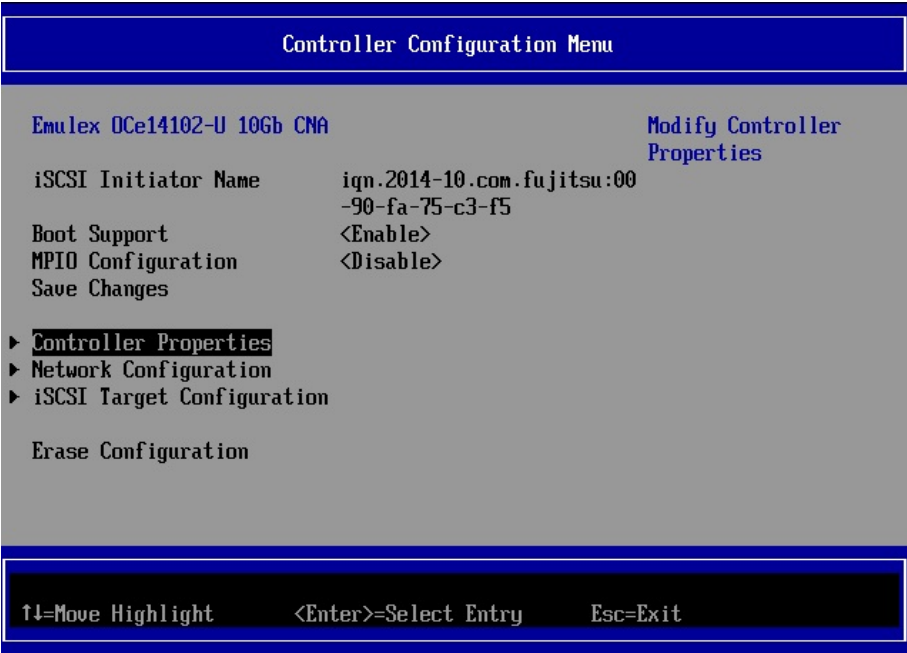 Controller Configuration Menu
Emulex OCe14102-U 10Gb CNA
Modify Controller
Properties
iSCSI Initiator Name iqn.2014-10.com.fujitsu:00
-90-fa-75-c3-f5
Boot Support <Enable>
MPIO Configuration <Disable>
Save Changes
Controller Properties
Network Configuration
iSCSI Target Configuration
Erase Configuration
↑↓=Move Highlight <Enter>=Select Entry Esc=Exit